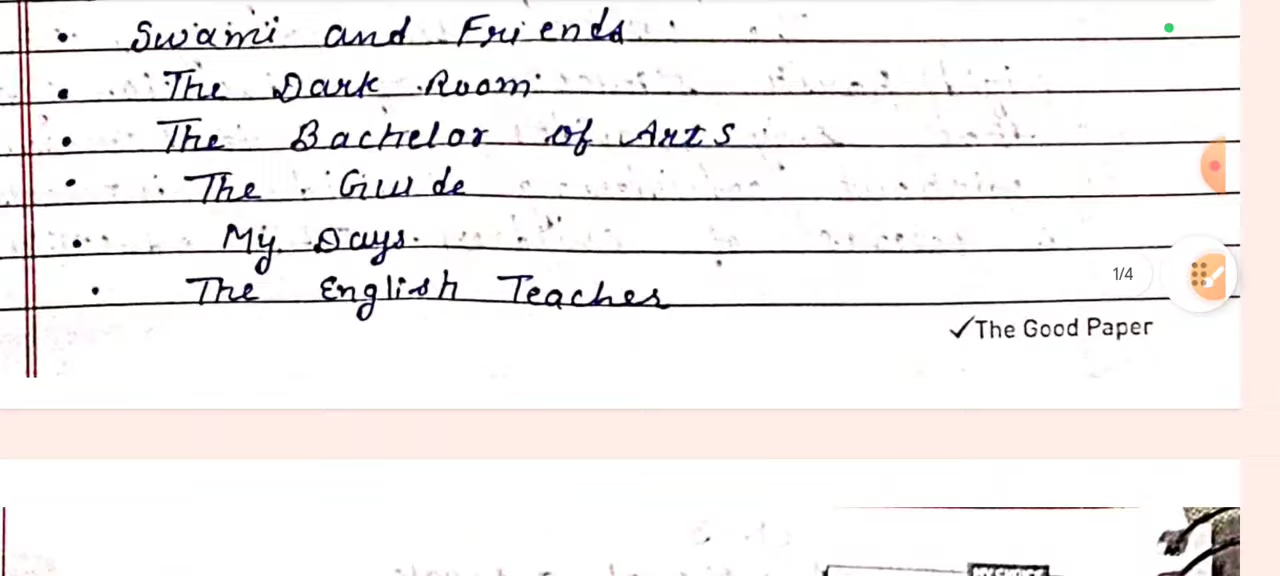 • Swami and Friends
• The Dark Room
• The Bachelor of Arts
• The Guide
• My Days.
• The English Teacher
1/4
✓The Good Paper